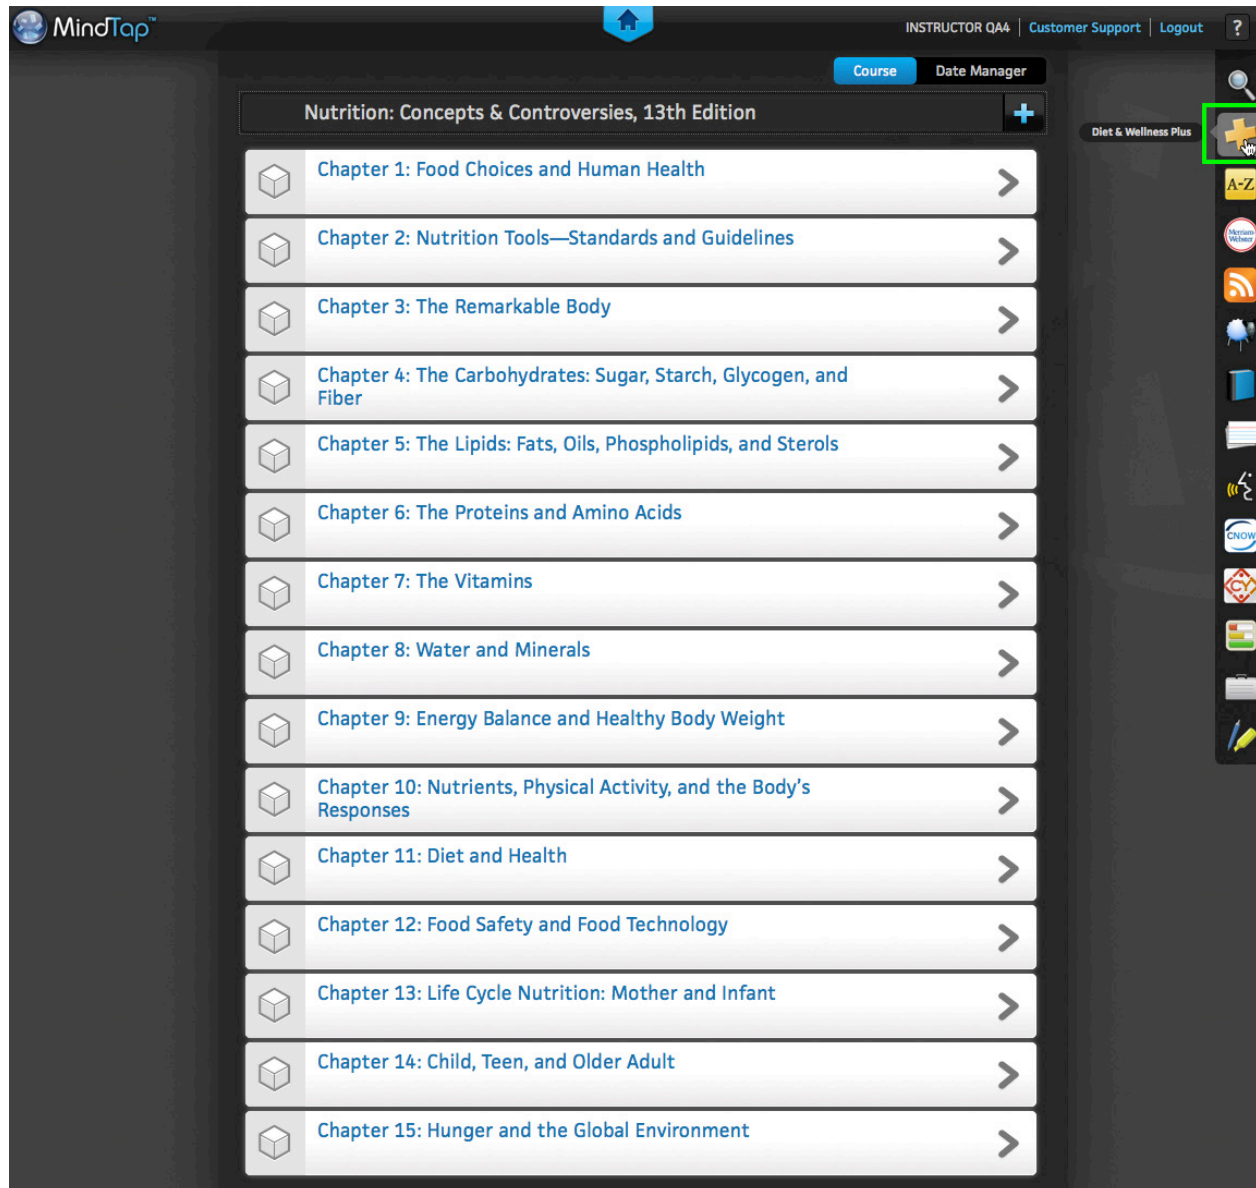 MindTap™
INSTRUCTOR QA4 | Customer Support | Logout ?
Course Date Manager
Nutrition: Concepts & Controversies, 13th Edition
Diet & Wellness Plus
Chapter 1: Food Choices and Human Health
A-Z
Chapter 2: Nutrition Tools—Standards and Guidelines
Merriam-
Webster
Chapter 3: The Remarkable Body
Chapter 4: The Carbohydrates: Sugar, Starch, Glycogen, and
Fiber
Chapter 5: The Lipids: Fats, Oils, Phospholipids, and Sterols
Chapter 6: The Proteins and Amino Acids
CNOW
Chapter 7: The Vitamins
CY
Chapter 8: Water and Minerals
Chapter 9: Energy Balance and Healthy Body Weight
Chapter 10: Nutrients, Physical Activity, and the Body's
Responses
Chapter 11: Diet and Health
Chapter 12: Food Safety and Food Technology
Chapter 13: Life Cycle Nutrition: Mother and Infant
Chapter 14: Child, Teen, and Older Adult
Chapter 15: Hunger and the Global Environment